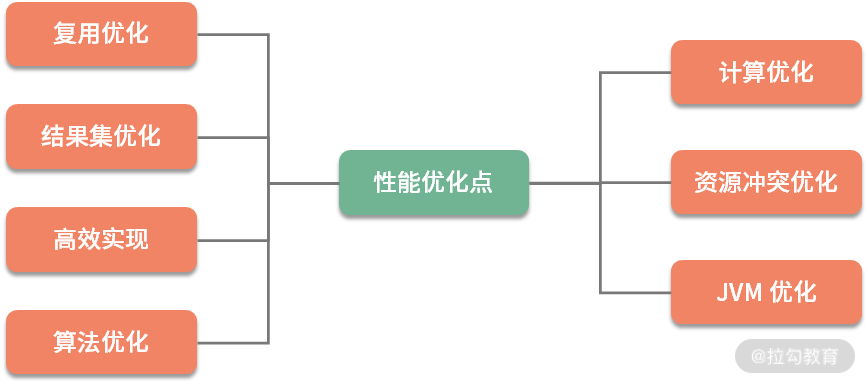 复用优化
结果集优化
高效实现
算法优化
性能优化点
计算优化
资源冲突优化
JVM 优化
@拉勾教育